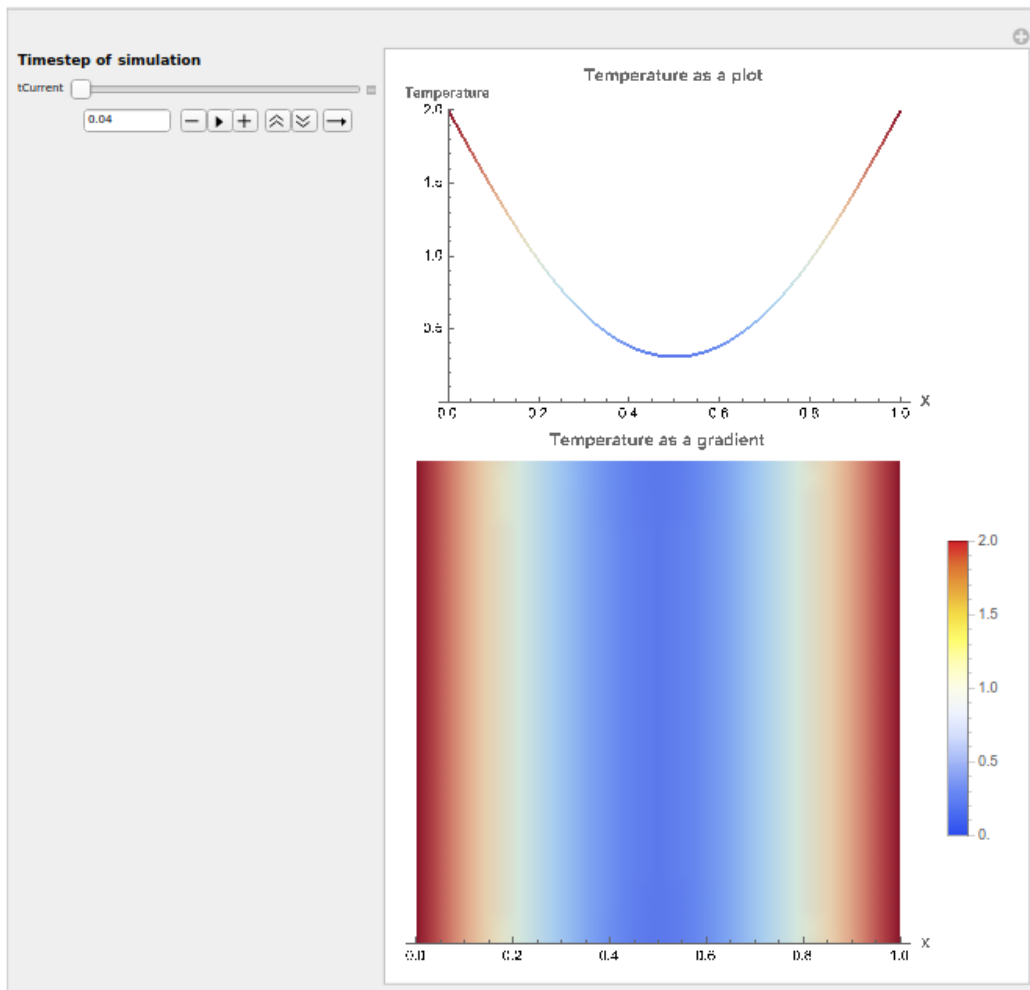 Timestep of simulation
tCurrent
0.04
Temperature as a plot
Temperature
2.0
1.5
1.0
0.5
0.0 0.2 0.4 0.6 0.8 1.0 X
Temperature as a gradient
2.0
1.5
1.0
0.5
0.
0.0 0.2 0.4 0.6 0.8 1.0 X